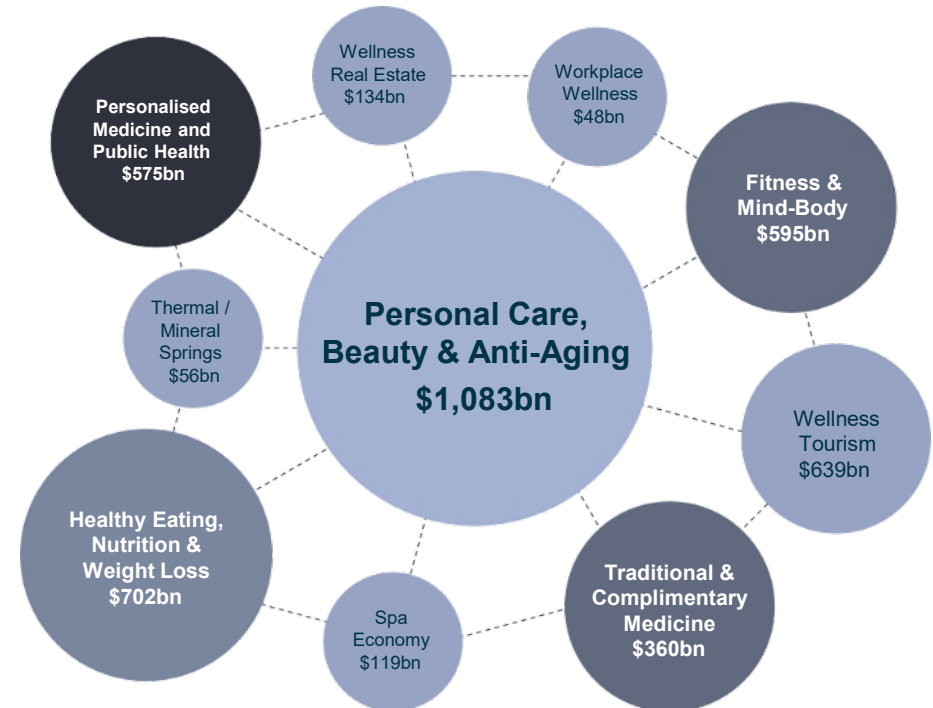 Wellness
Real Estate
$134bn
Workplace
Wellness
$48bn
Personalised
Medicine and
Public Health
$575bn
Fitness &
Mind-Body
$595bn
Thermal /
Mineral
Springs
$56bn
Personal Care,
Beauty & Anti-Aging
$1,083bn
Wellness
Tourism
$639bn
Healthy Eating,
Nutrition &
Weight Loss
$702bn
Traditional &
Complimentary
Medicine
$360bn
Spa
Economy
$119bn